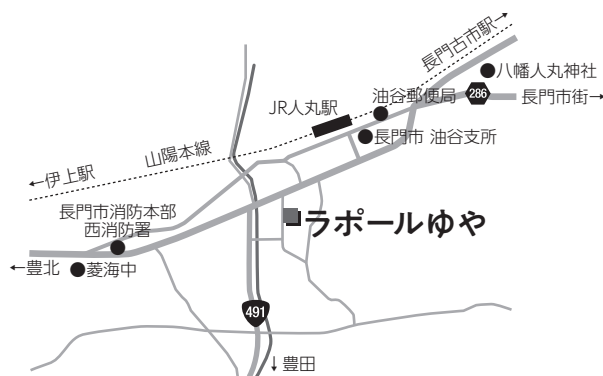 長門古市駅→
八幡人丸神社
油谷郵便局
286
長門市街→
JR人丸駅
長門市 油谷支所
山陽本線
←伊上駅
長門市消防本部
西消防署
ラポールゆや
←豊北
菱海中
491
↓豊田